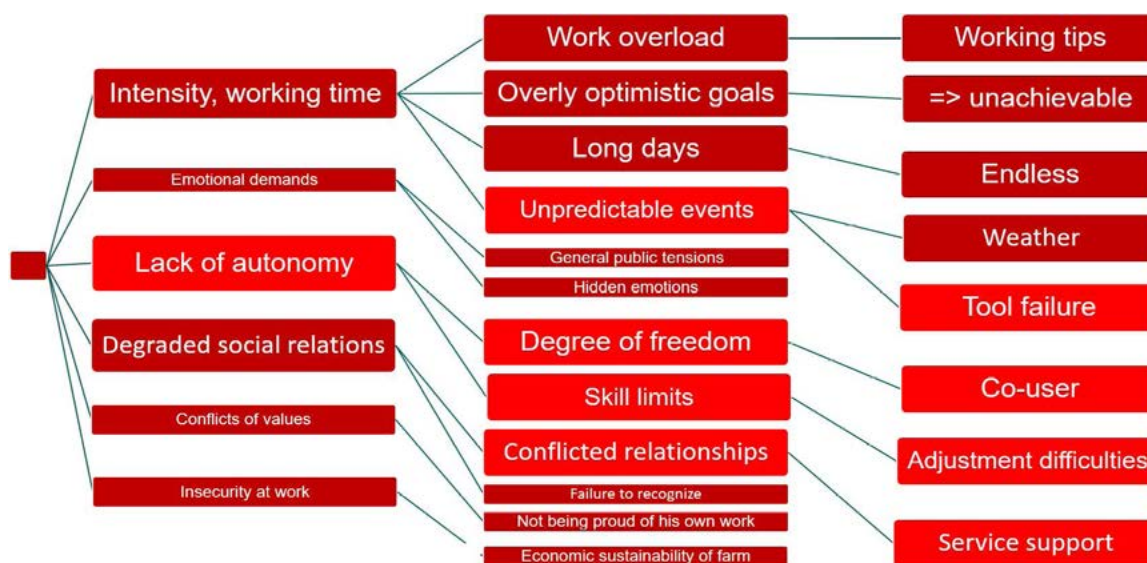 Intensity, working time
Emotional demands
Lack of autonomy
Degraded social relations
Conflicts of values
Insecurity at work
Work overload
Overly optimistic goals
Long days
Unpredictable events
General public tensions
Hidden emotions
Degree of freedom
Skill limits
Conflicted relationships
Failure to recognize
Not being proud of his own work
Economic sustainability of farm
Working tips
=> unachievable
Endless
Weather
Tool failure
Co-user
Adjustment difficulties
Service support